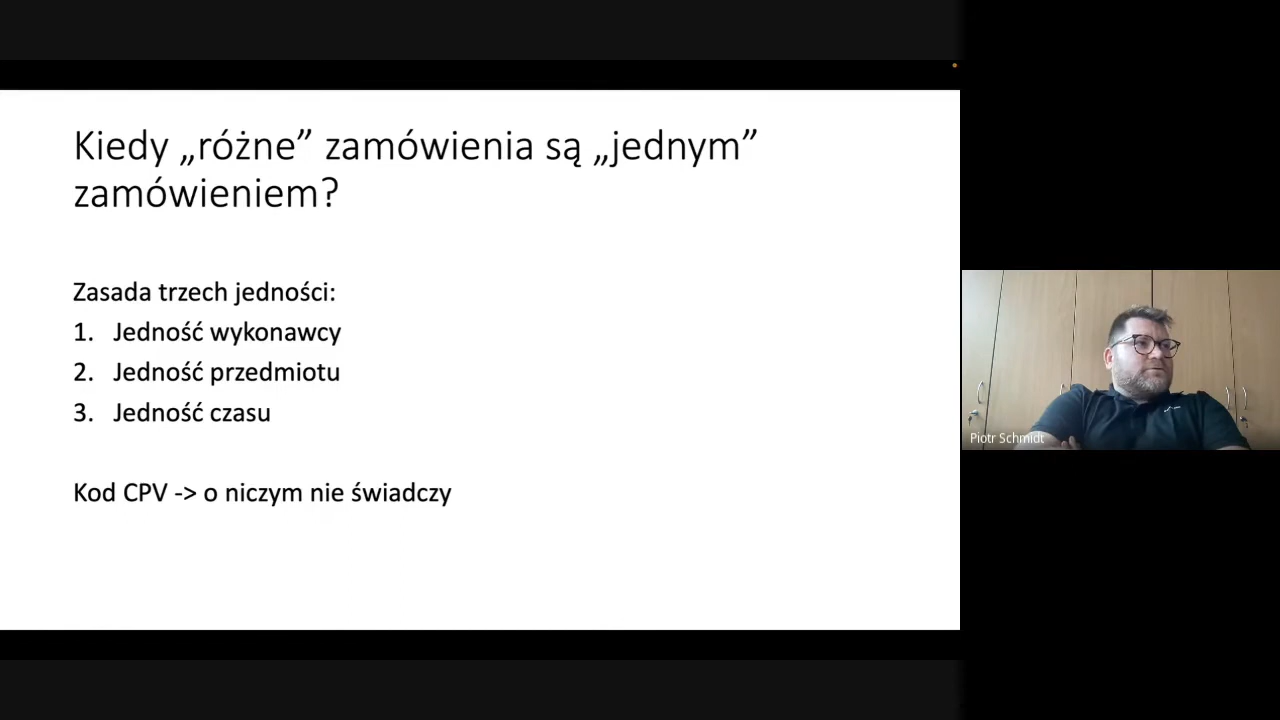 Kiedy „różne” zamówienia są „jednym”
zamówieniem?
Zasada trzech jedności:
1. Jedność wykonawcy
2. Jedność przedmiotu
3. Jedność czasu
Kod CPV -> o niczym nie świadczy
Piotr Schmidt